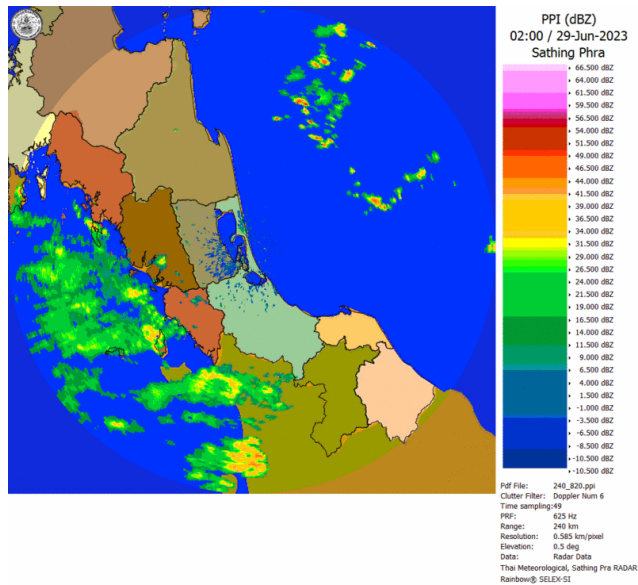 PPI (dBZ)
02:00 / 29-Jun-2023
Sathing Phra
66.500 dBZ
64.000 dBZ
61.500 dBZ
59.500 dBZ
56.500 dBZ
54.000 dBZ
51.500 dBZ
49.000 dBZ
46.500 dBZ
44.000 dBZ
41.500 dBZ
39.000 dBZ
36.500 dBZ
34.000 dBZ
31.500 dBZ
29.000 dBZ
26.500 dBZ
24.000 dBZ
21.500 dBZ
19.000 dBZ
16.500 dBZ
14.000 dBZ
11.500 dBZ
9.000 dBZ
6.500 dBZ
4.000 dBZ
1.500 dBZ
-1.000 dBZ
-3.500 dBZ
-6.500 dBZ
-8.500 dBZ
-10.500 dBZ
-10.500 dBZ
Pdf File: 240_820.ppi
Clutter Filter: Doppler Num 6
Time sampling:49
PRF: 625 Hz
Range: 240 km
Resolution: 0.585 km/pixel
Elevation: 0.5 deg
Data: Radar Data
Thai Meteorological, Sathing Pra RADAR
Rainbow® SELEX-SI